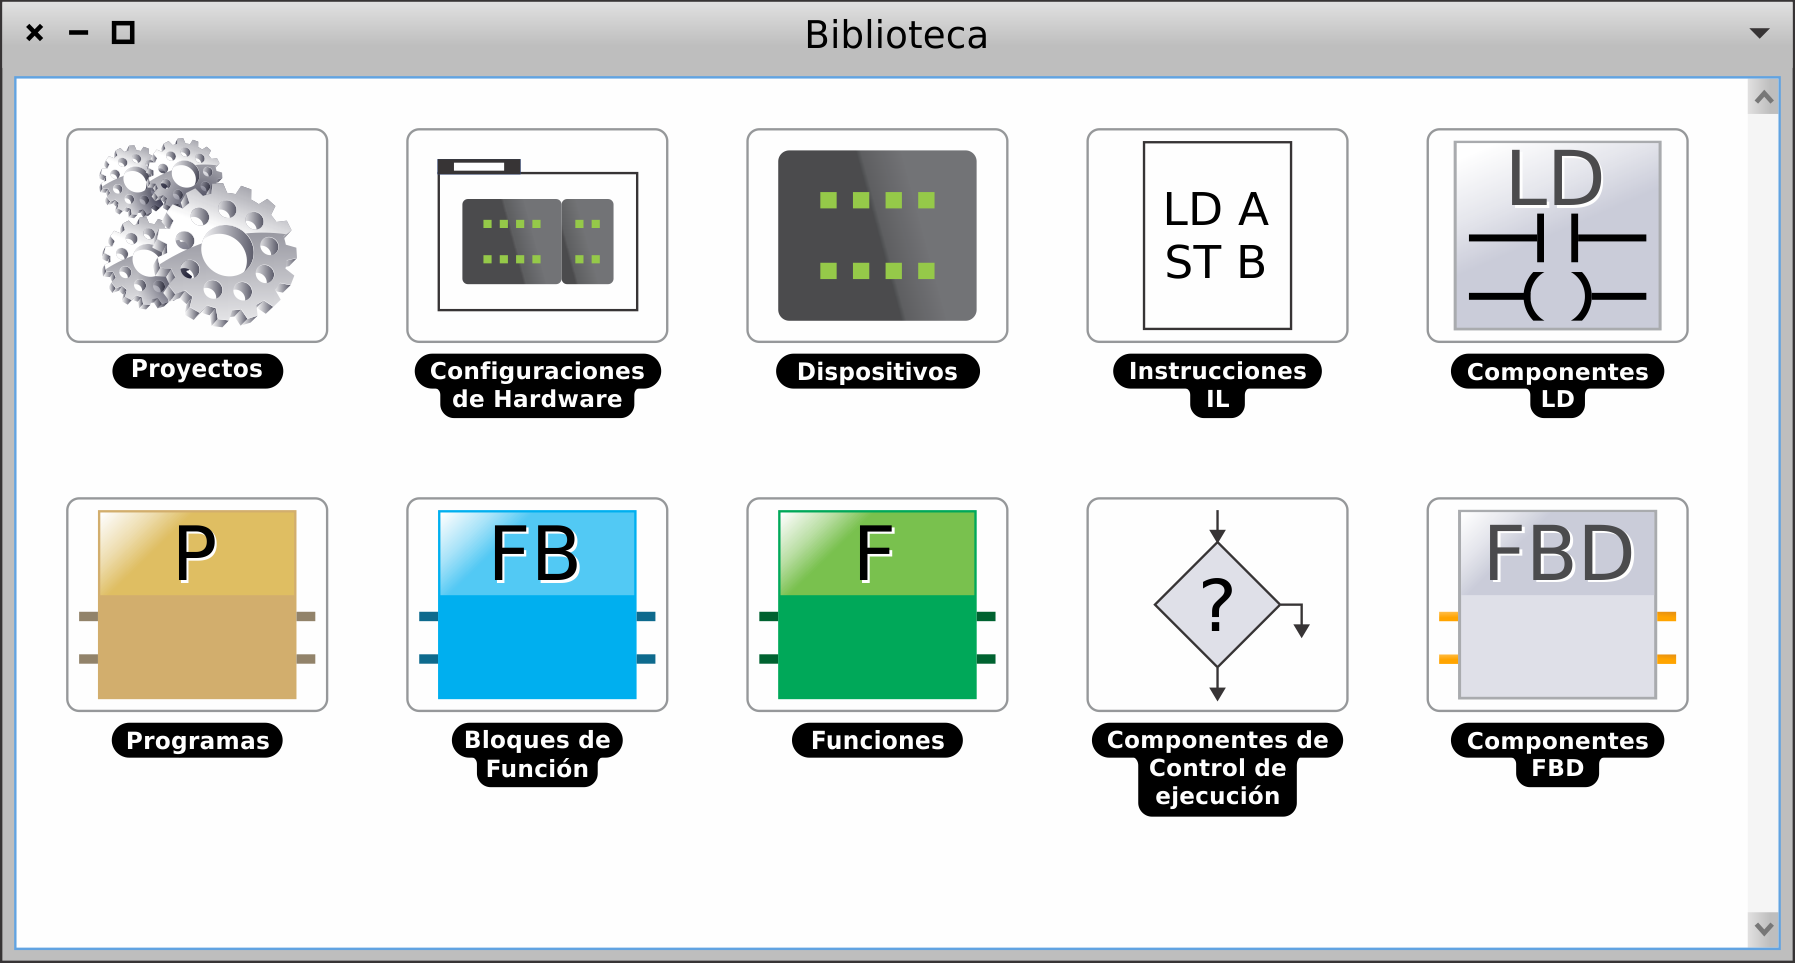 Biblioteca
LD A
ST B
LD
Proyectos
Configuraciones
de Hardware
Dispositivos
Instrucciones
IL
Componentes
LD
P
FB
F
?
FBD
Programas
Bloques de
Función
Funciones
Componentes de
Control de
ejecución
Componentes
FBD